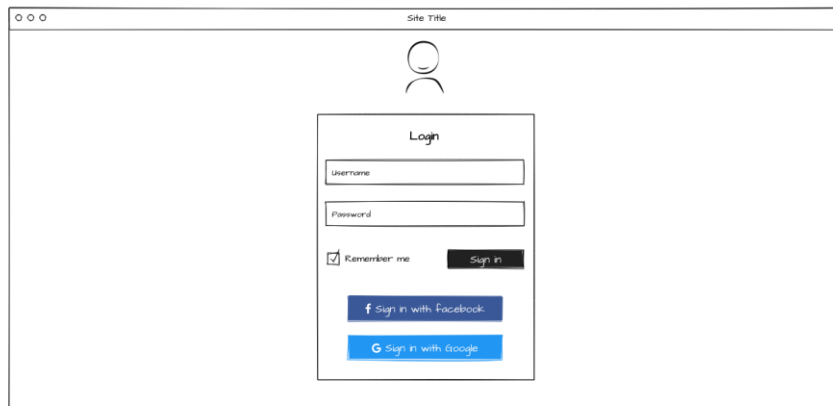 Site Title
Login
Username
Password
Remember me
Sign in
f Sign in with facebook
G Sign in with Google